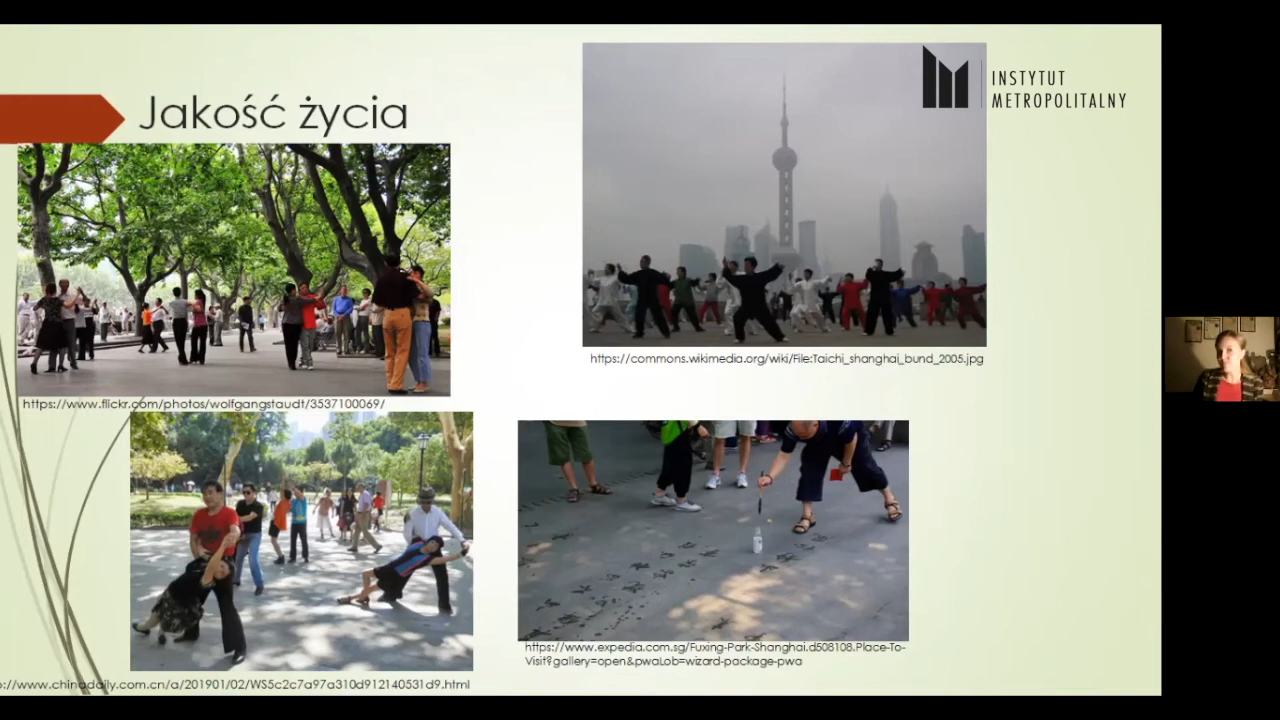 Jakość życia
INSTYTUT
METROPOLITALNY
https://commons.wikimedia.org/wiki/File:Taichi_shanghai_bund_2005.jpg
https://www.flickr.com/photos/wolfgangstaudt/3537100069/
https://www.expedia.com.sg/Fuxing-Park-Shanghai.d508108.Place-To-
Visit?gallery=open&pwaLob=wizard-package-pwa
://www.chinadaily.com.cn/a/201901/02/WS5c2c7a97a310d912140531d9.html